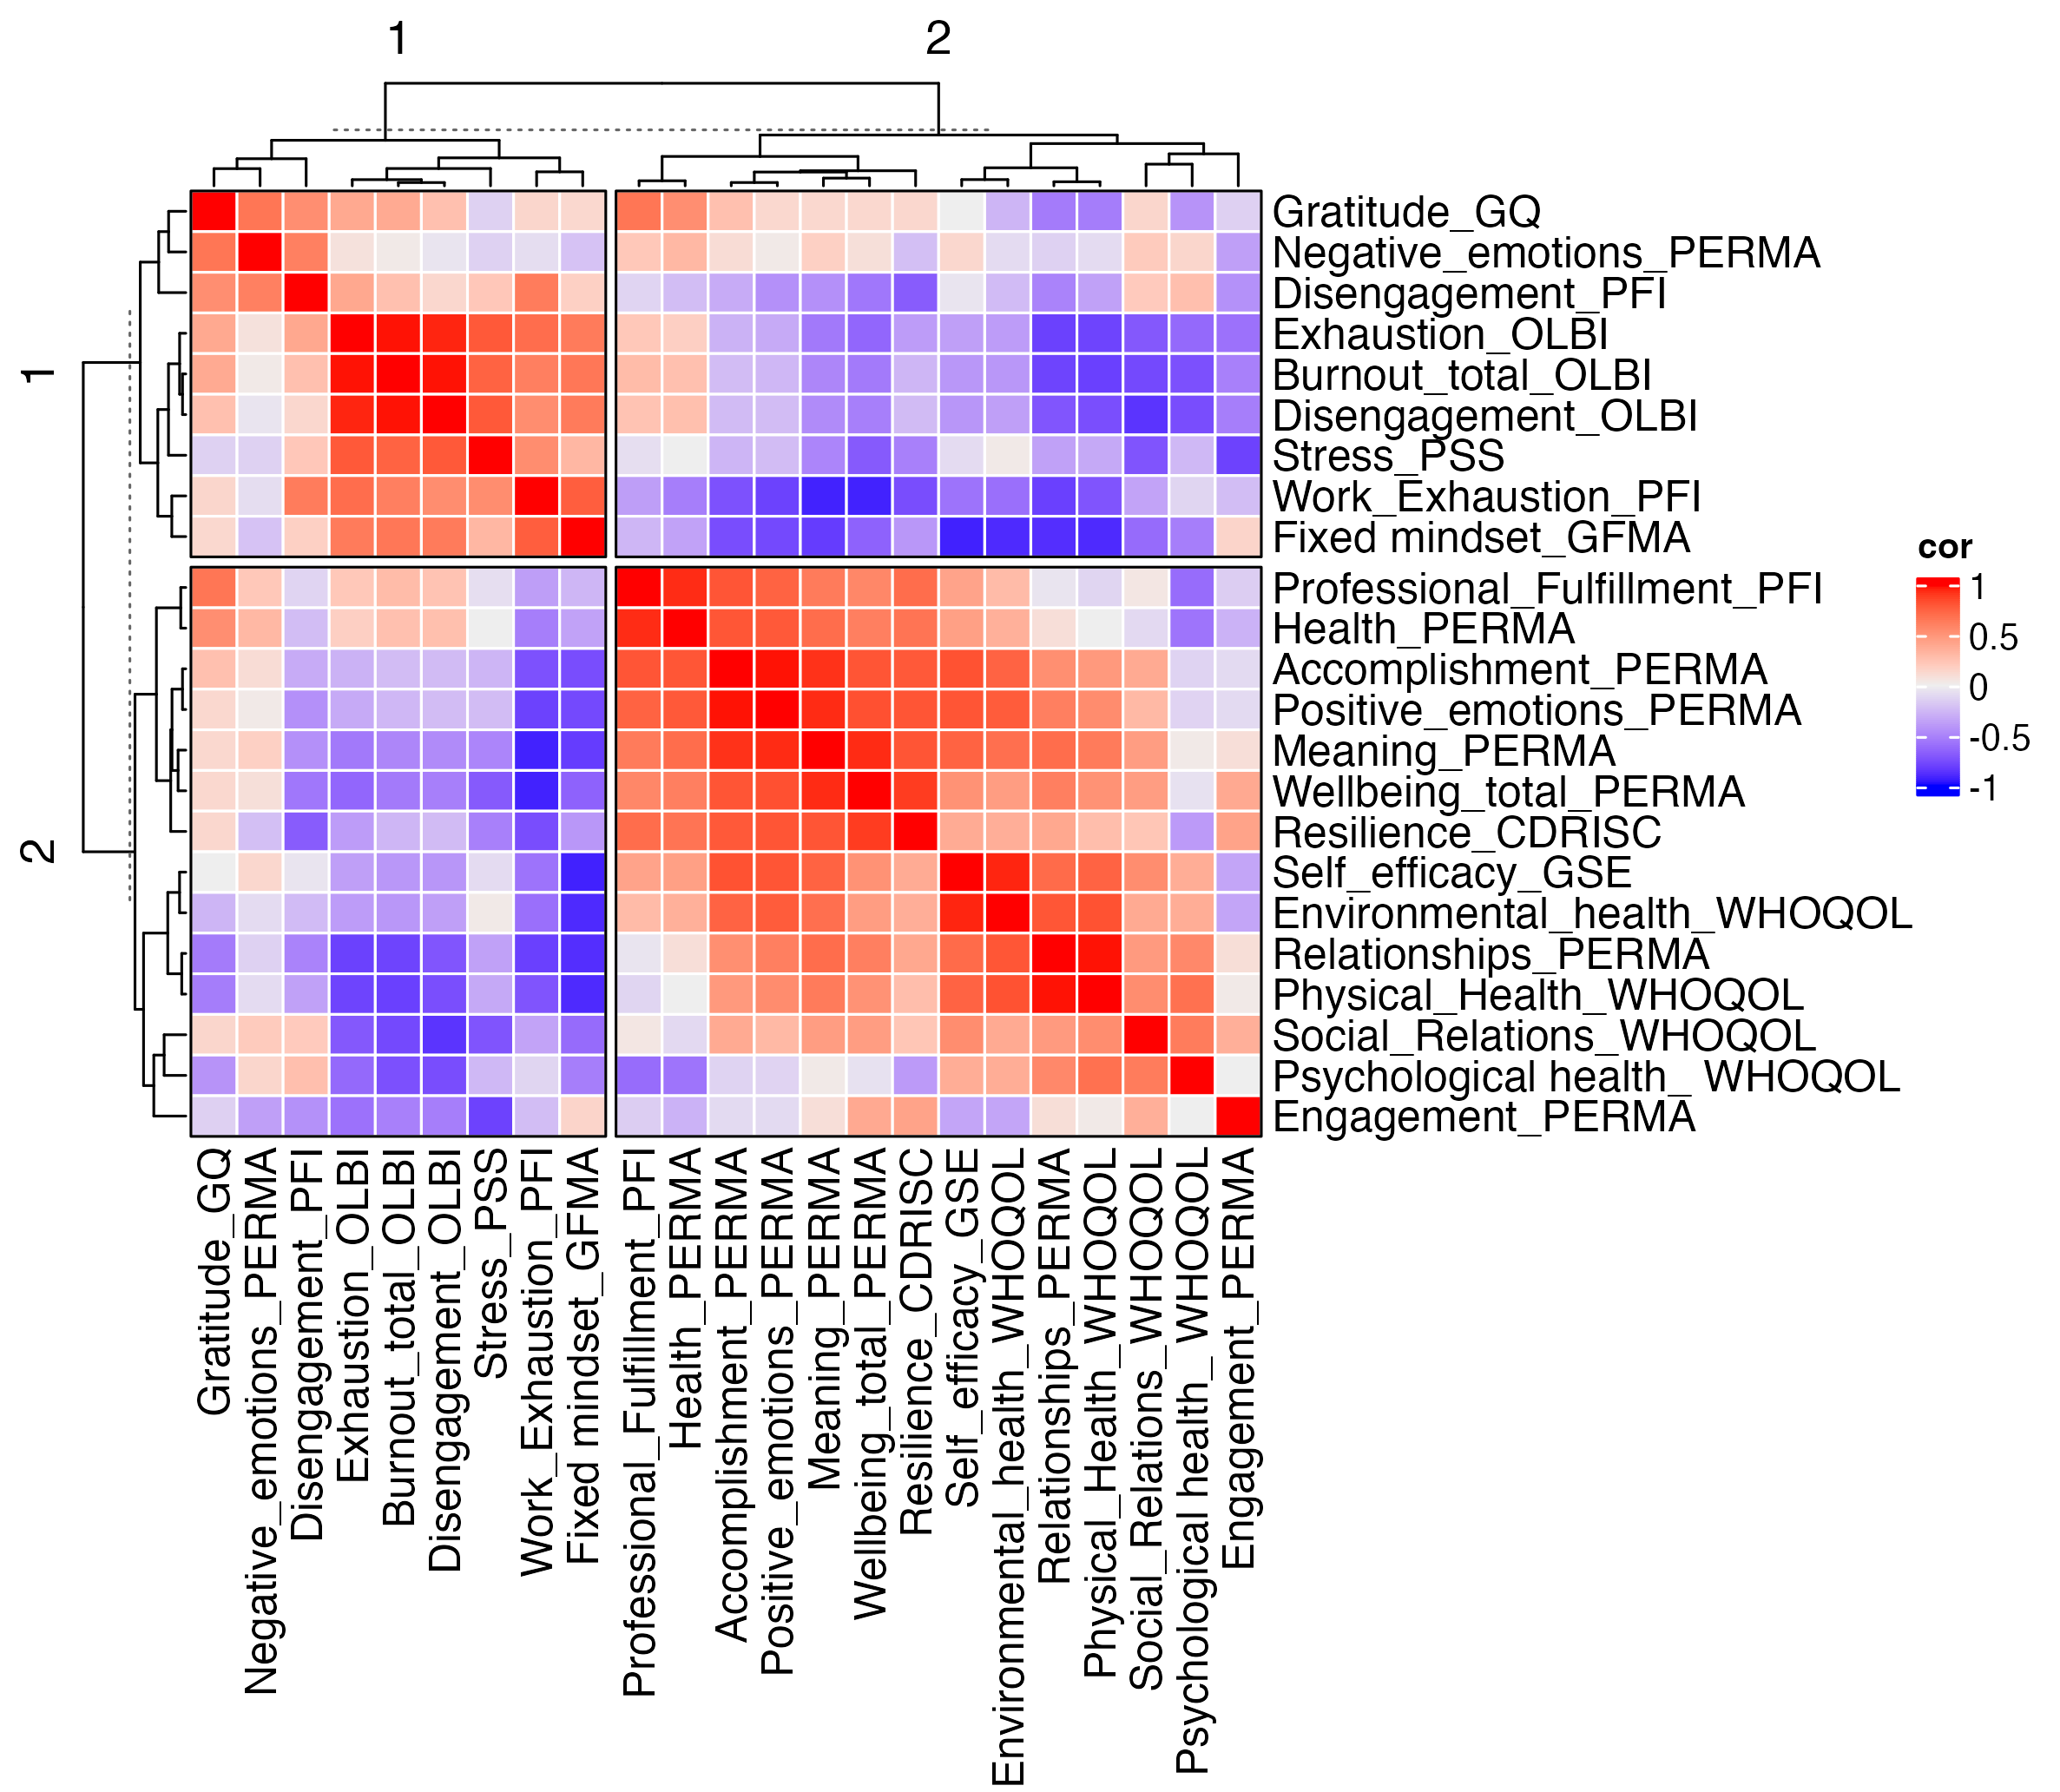 1
2
1
2
Gratitude_GQ
Negative_emotions_PERMA
Disengagement_PFI
Exhaustion_OLBI
Burnout_total_OLBI
Disengagement_OLBI
Stress_PSS
Work_Exhaustion_PFI
Fixed mindset_GFMA
Professional_Fulfillment_PFI
Health_PERMA
Accomplishment_PERMA
Positive_emotions_PERMA
Meaning_PERMA
Wellbeing_total_PERMA
Resilience_CDRISC
Self_efficacy_GSE
Environmental_health_WHOQOL
Relationships_PERMA
Physical_Health_WHOQOL
Social_Relations_WHOQOL
Psychological health_ WHOQOL
Engagement_PERMA
cor
1
0.5
0
-0.5
-1
Gratitude_GQ
Negative_emotions_PERMA
Disengagement_PFI
Exhaustion_OLBI
Burnout_total_OLBI
Disengagement_OLBI
Stress_PSS
Work_Exhaustion_PFI
Fixed mindset_GFMA
Professional_Fulfillment_PFI
Health_PERMA
Accomplishment_PERMA
Positive_emotions_PERMA
Meaning_PERMA
Wellbeing_total_PERMA
Resilience_CDRISC
Self_efficacy_GSE
Environmental_health_WHOQOL
Relationships_PERMA
Physical_Health_WHOQOL
Social_Relations_WHOQOL
Psychological health_ WHOQOL
Engagement_PERMA